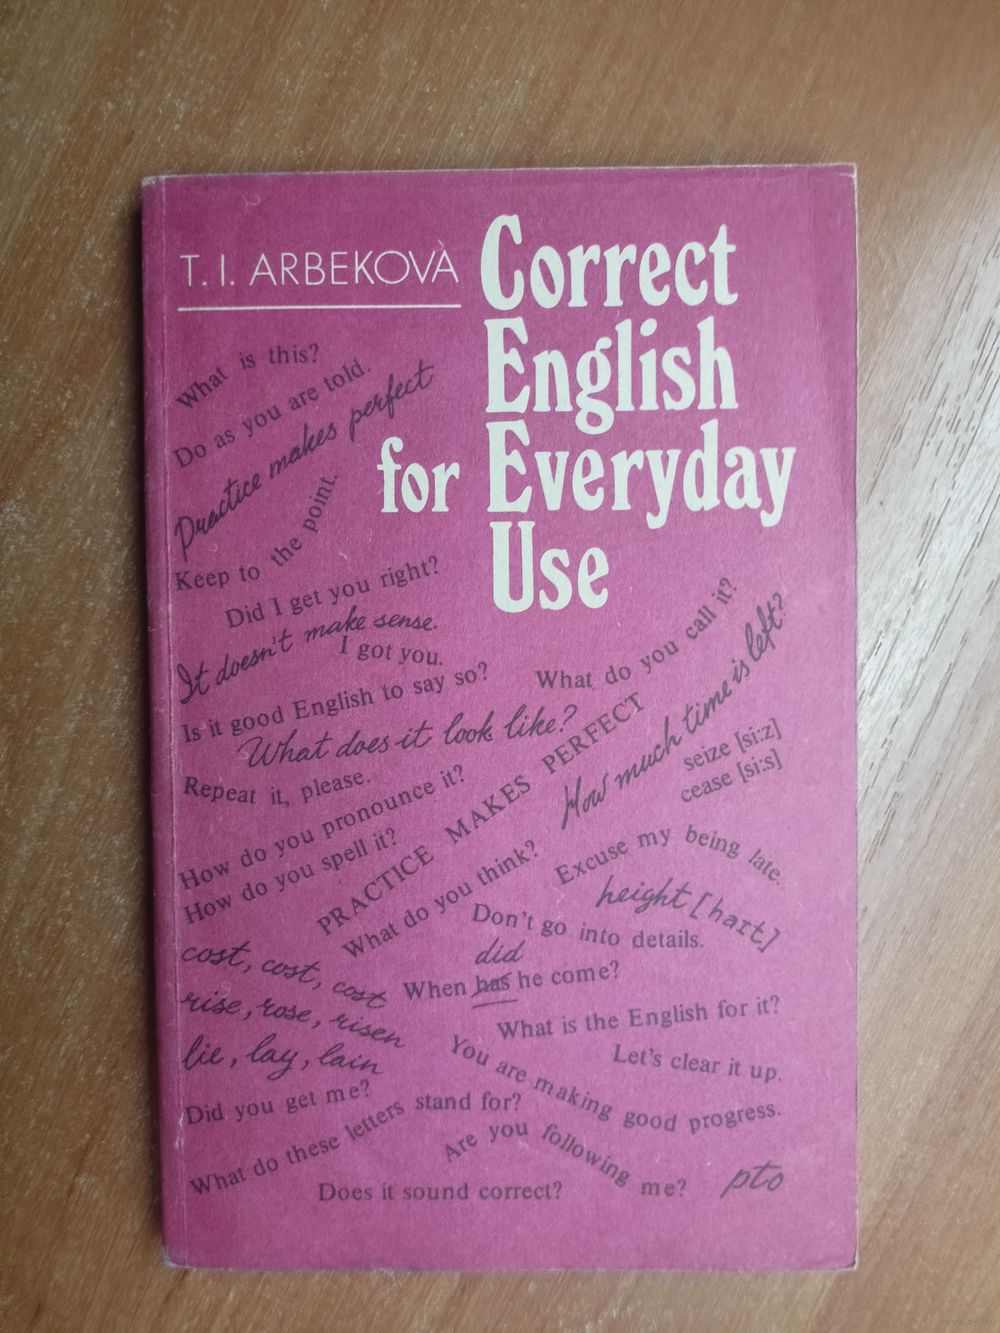 T. I. ARBEKOVA
Correct
English
for Everyday
Use
What is this?
Do as you are told.
Practice makes perfect
Keep to the point.
Did I get you right?
It doesn't make sense.
I got you.
Is it good English to say so?
What do you call it?
What does it look like?
How much time is left?
Repeat it, please.
seize [si:z]
cease [si:s]
How do you pronounce it?
How do you spell it?
PRACTICE MAKES PERFECT
What do you think?
Excuse my being late.
height [hart]
Don't go into details.
cost, cost, cost
did
When has he come?
rise, rose, risen
What is the English for it?
lie, lay, lain
Let's clear it up.
You are making good progress.
Did you get me?
What do these letters stand for?
Are you following me?
Does it sound correct?
pto
www.ay.by